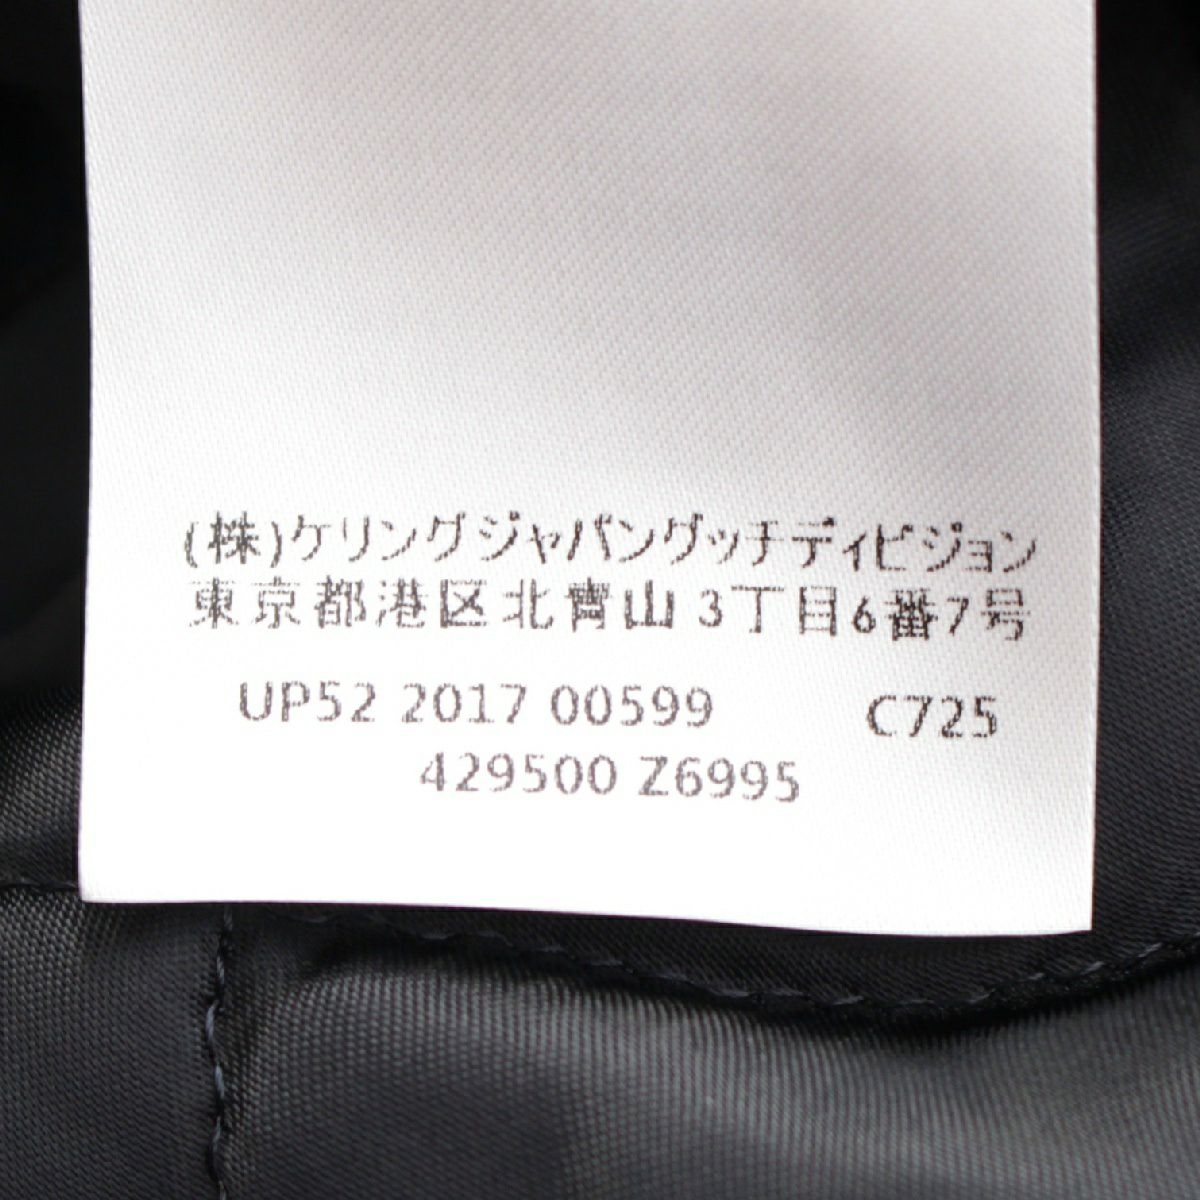 (株)ケリングジャパングッチディビジョン
東京都港区北青山3丁目6番7号
UP52 2017 00599 C725
429500 Z6995